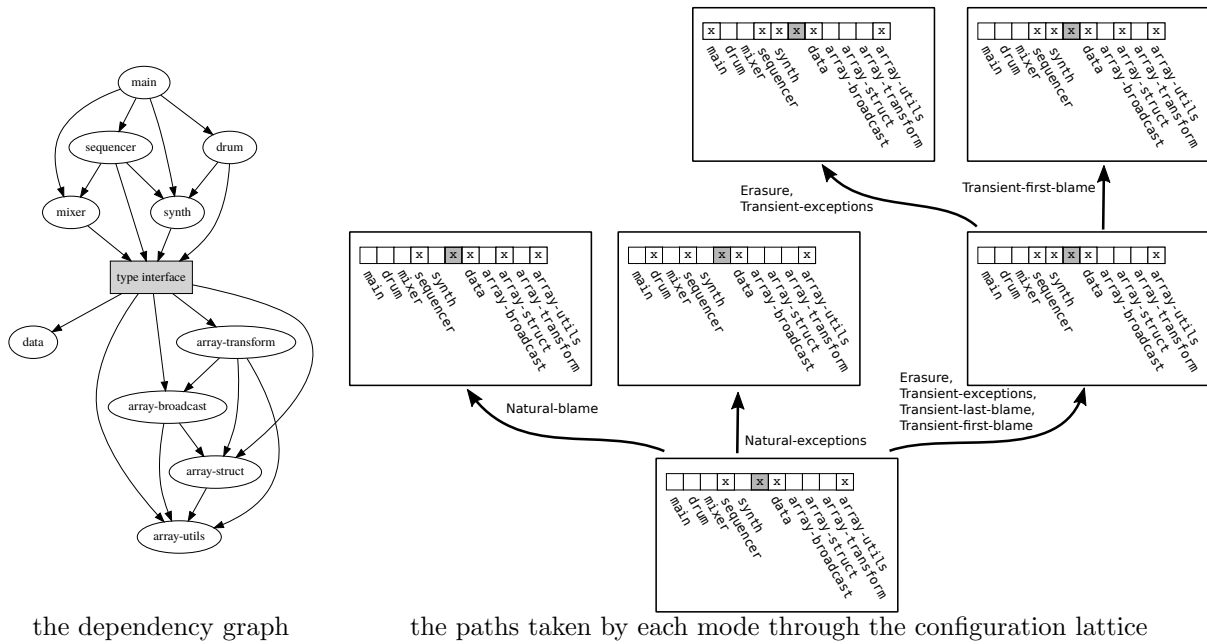 main
sequencer
drum
mixer
synth
type interface
data
array-transform
array-broadcast
array-struct
array-utils
the dependency graph
x x x x x x
main
drum
mixer
sequencer
synth
data
array-broadcast
array-struct
array-transform
array-utils
x x x x x x
main
drum
mixer
sequencer
synth
data
array-broadcast
array-struct
array-transform
array-utils
Erasure,
Transient-exceptions
Transient-first-blame
x x x x x
main
drum
mixer
sequencer
synth
data
array-broadcast
array-struct
array-transform
array-utils
x x x x x
main
drum
mixer
sequencer
synth
data
array-broadcast
array-struct
array-transform
array-utils
x x x x x
main
drum
mixer
sequencer
synth
data
array-broadcast
array-struct
array-transform
array-utils
Natural-blame
Natural-exceptions
Erasure,
Transient-exceptions,
Transient-last-blame,
Transient-first-blame
x x x x
main
drum
mixer
sequencer
synth
data
array-broadcast
array-struct
array-transform
array-utils
the paths taken by each mode through the configuration lattice